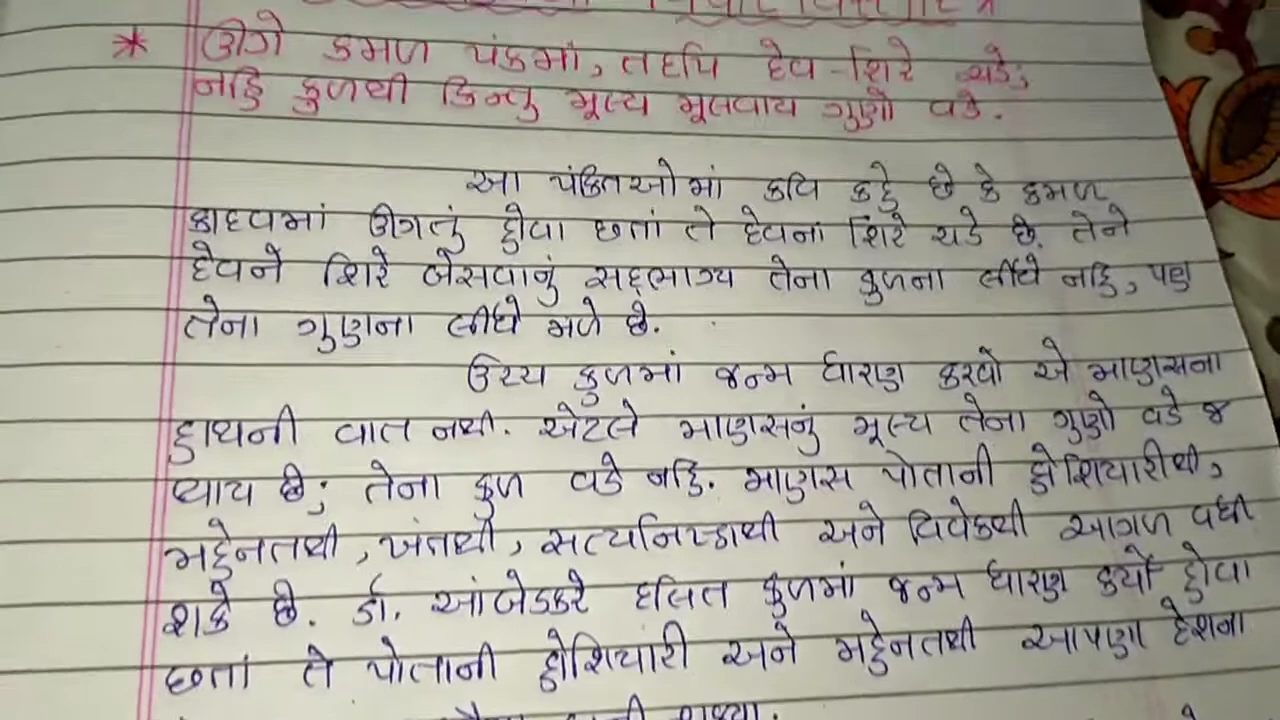 વિચાર વિસ્તાર
* ઊગે કમળ પંકમાં, તદપિ દેવ-શિરે ચડે;
નહિ કુળથી કિન્તુ મૂલ્ય મૂલવાય ગુણો વડે.
આ પંક્તિઓમાં કવિ કહે છે કે કમળ
કાદવમાં ઊગતું હોવા છતાં તે દેવના શિરે ચડે છે. તેને
દેવને શિરે બેસવાનું સદ્ભાગ્ય તેના કુળના લીધે નહિ, પણ
તેના ગુણના લીધે મળે છે.
ઉચ્ચ કુળમાં જન્મ ધારણ કરવો એ માણસના
હાથની વાત નથી. એટલે માણસનું મૂલ્ય તેના ગુણો વડે જ
થાય છે; તેના કુળ વડે નહિ. માણસ પોતાની હોશિયારીથી,
મહેનતથી, ખંતથી, સત્યનિષ્ઠાથી અને વિવેકથી આગળ વધી
શકે છે. ડૉ. આંબેડકરે દલિત કુળમાં જન્મ ધારણ કર્યો હોવા
છતાં તે પોતાની હોશિયારી અને મહેનતથી આપણા દેશના